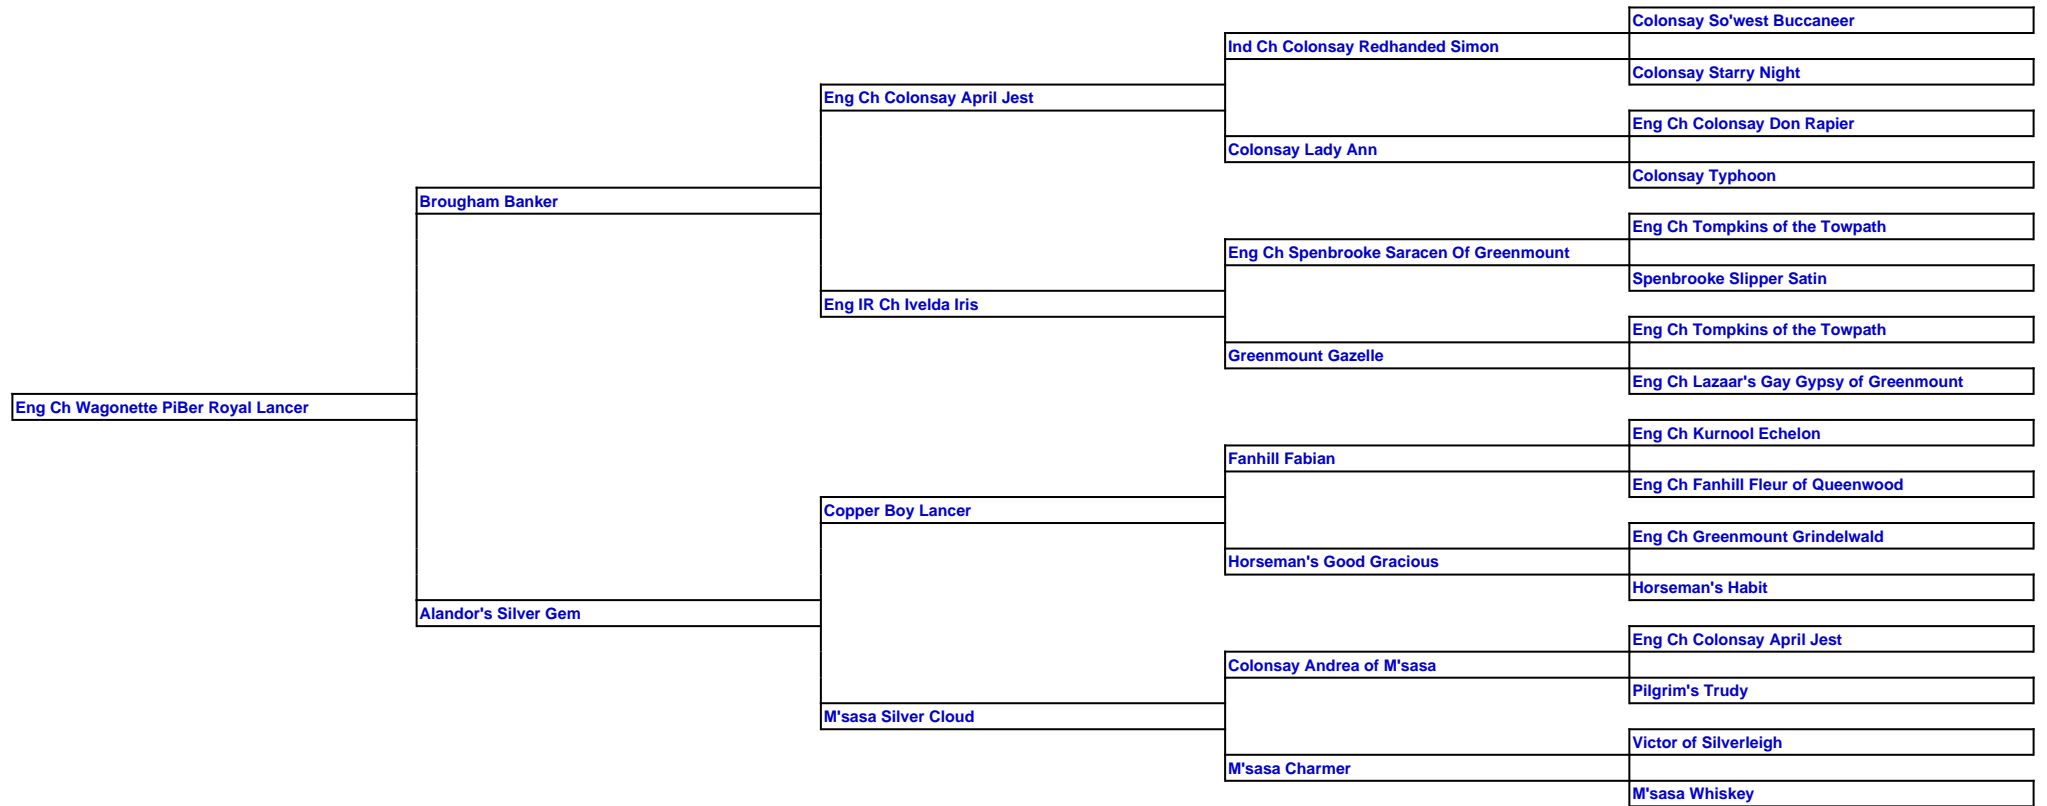 Colonsay So'west Buccaneer
Ind Ch Colonsay Redhanded Simon
Colonsay Starry Night
Eng Ch Colonsay April Jest
Eng Ch Colonsay Don Rapier
Colonsay Lady Ann
Colonsay Typhoon
Brougham Banker
Eng Ch Tompkins of the Towpath
Eng Ch Spenbrooke Saracen Of Greenmount
Spenbrooke Slipper Satin
Eng IR Ch Ivelda Iris
Eng Ch Tompkins of the Towpath
Greenmount Gazelle
Eng Ch Lazaar's Gay Gypsy of Greenmount
Eng Ch Wagonette PiBer Royal Lancer
Eng Ch Kurnool Echelon
Fanhill Fabian
Eng Ch Fanhill Fleur of Queenwood
Copper Boy Lancer
Eng Ch Greenmount Grindelwald
Horseman's Good Gracious
Horseman's Habit
Alandor's Silver Gem
Eng Ch Colonsay April Jest
Colonsay Andrea of M'sasa
Pilgrim's Trudy
M'sasa Silver Cloud
Victor of Silverleigh
M'sasa Charmer
M'sasa Whiskey